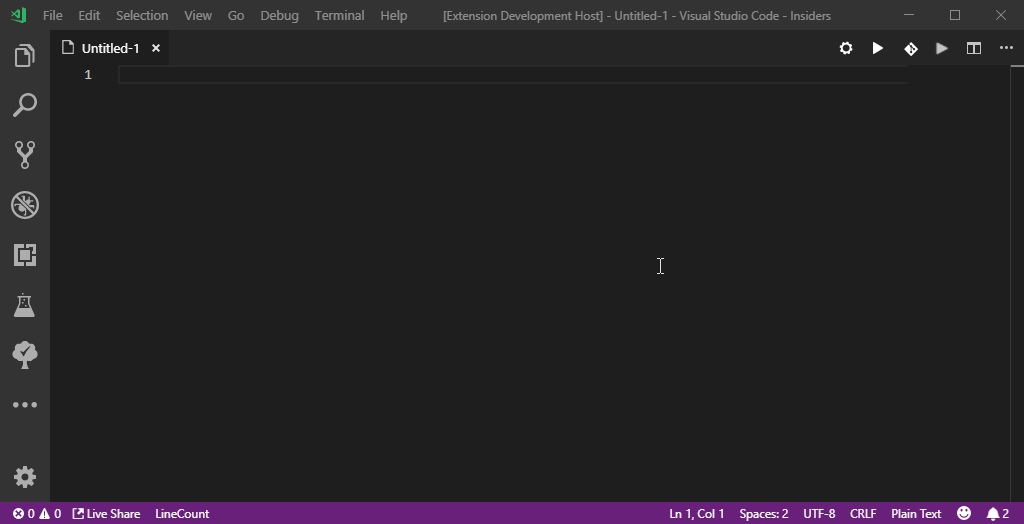 File Edit Selection View Go Debug Terminal Help [Extension Development Host] - Untitled-1 - Visual Studio Code - Insiders
Untitled-1
1
0 0 Live Share LineCount Ln 1, Col 1 Spaces: 2 UTF-8 CRLF Plain Text 2